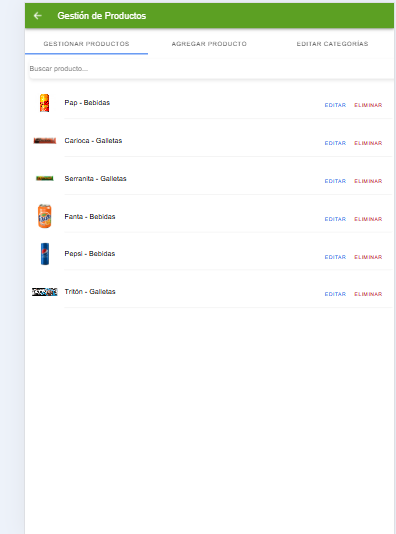 Gestión de Productos
GESTIONAR PRODUCTOS AGREGAR PRODUCTO EDITAR CATEGORÍAS
Buscar producto...
Pap - Bebidas EDITAR ELIMINAR
Carioca - Galletas EDITAR ELIMINAR
Serranita - Galletas EDITAR ELIMINAR
Fanta - Bebidas EDITAR ELIMINAR
Pepsi - Bebidas EDITAR ELIMINAR
Tritón - Galletas EDITAR ELIMINAR